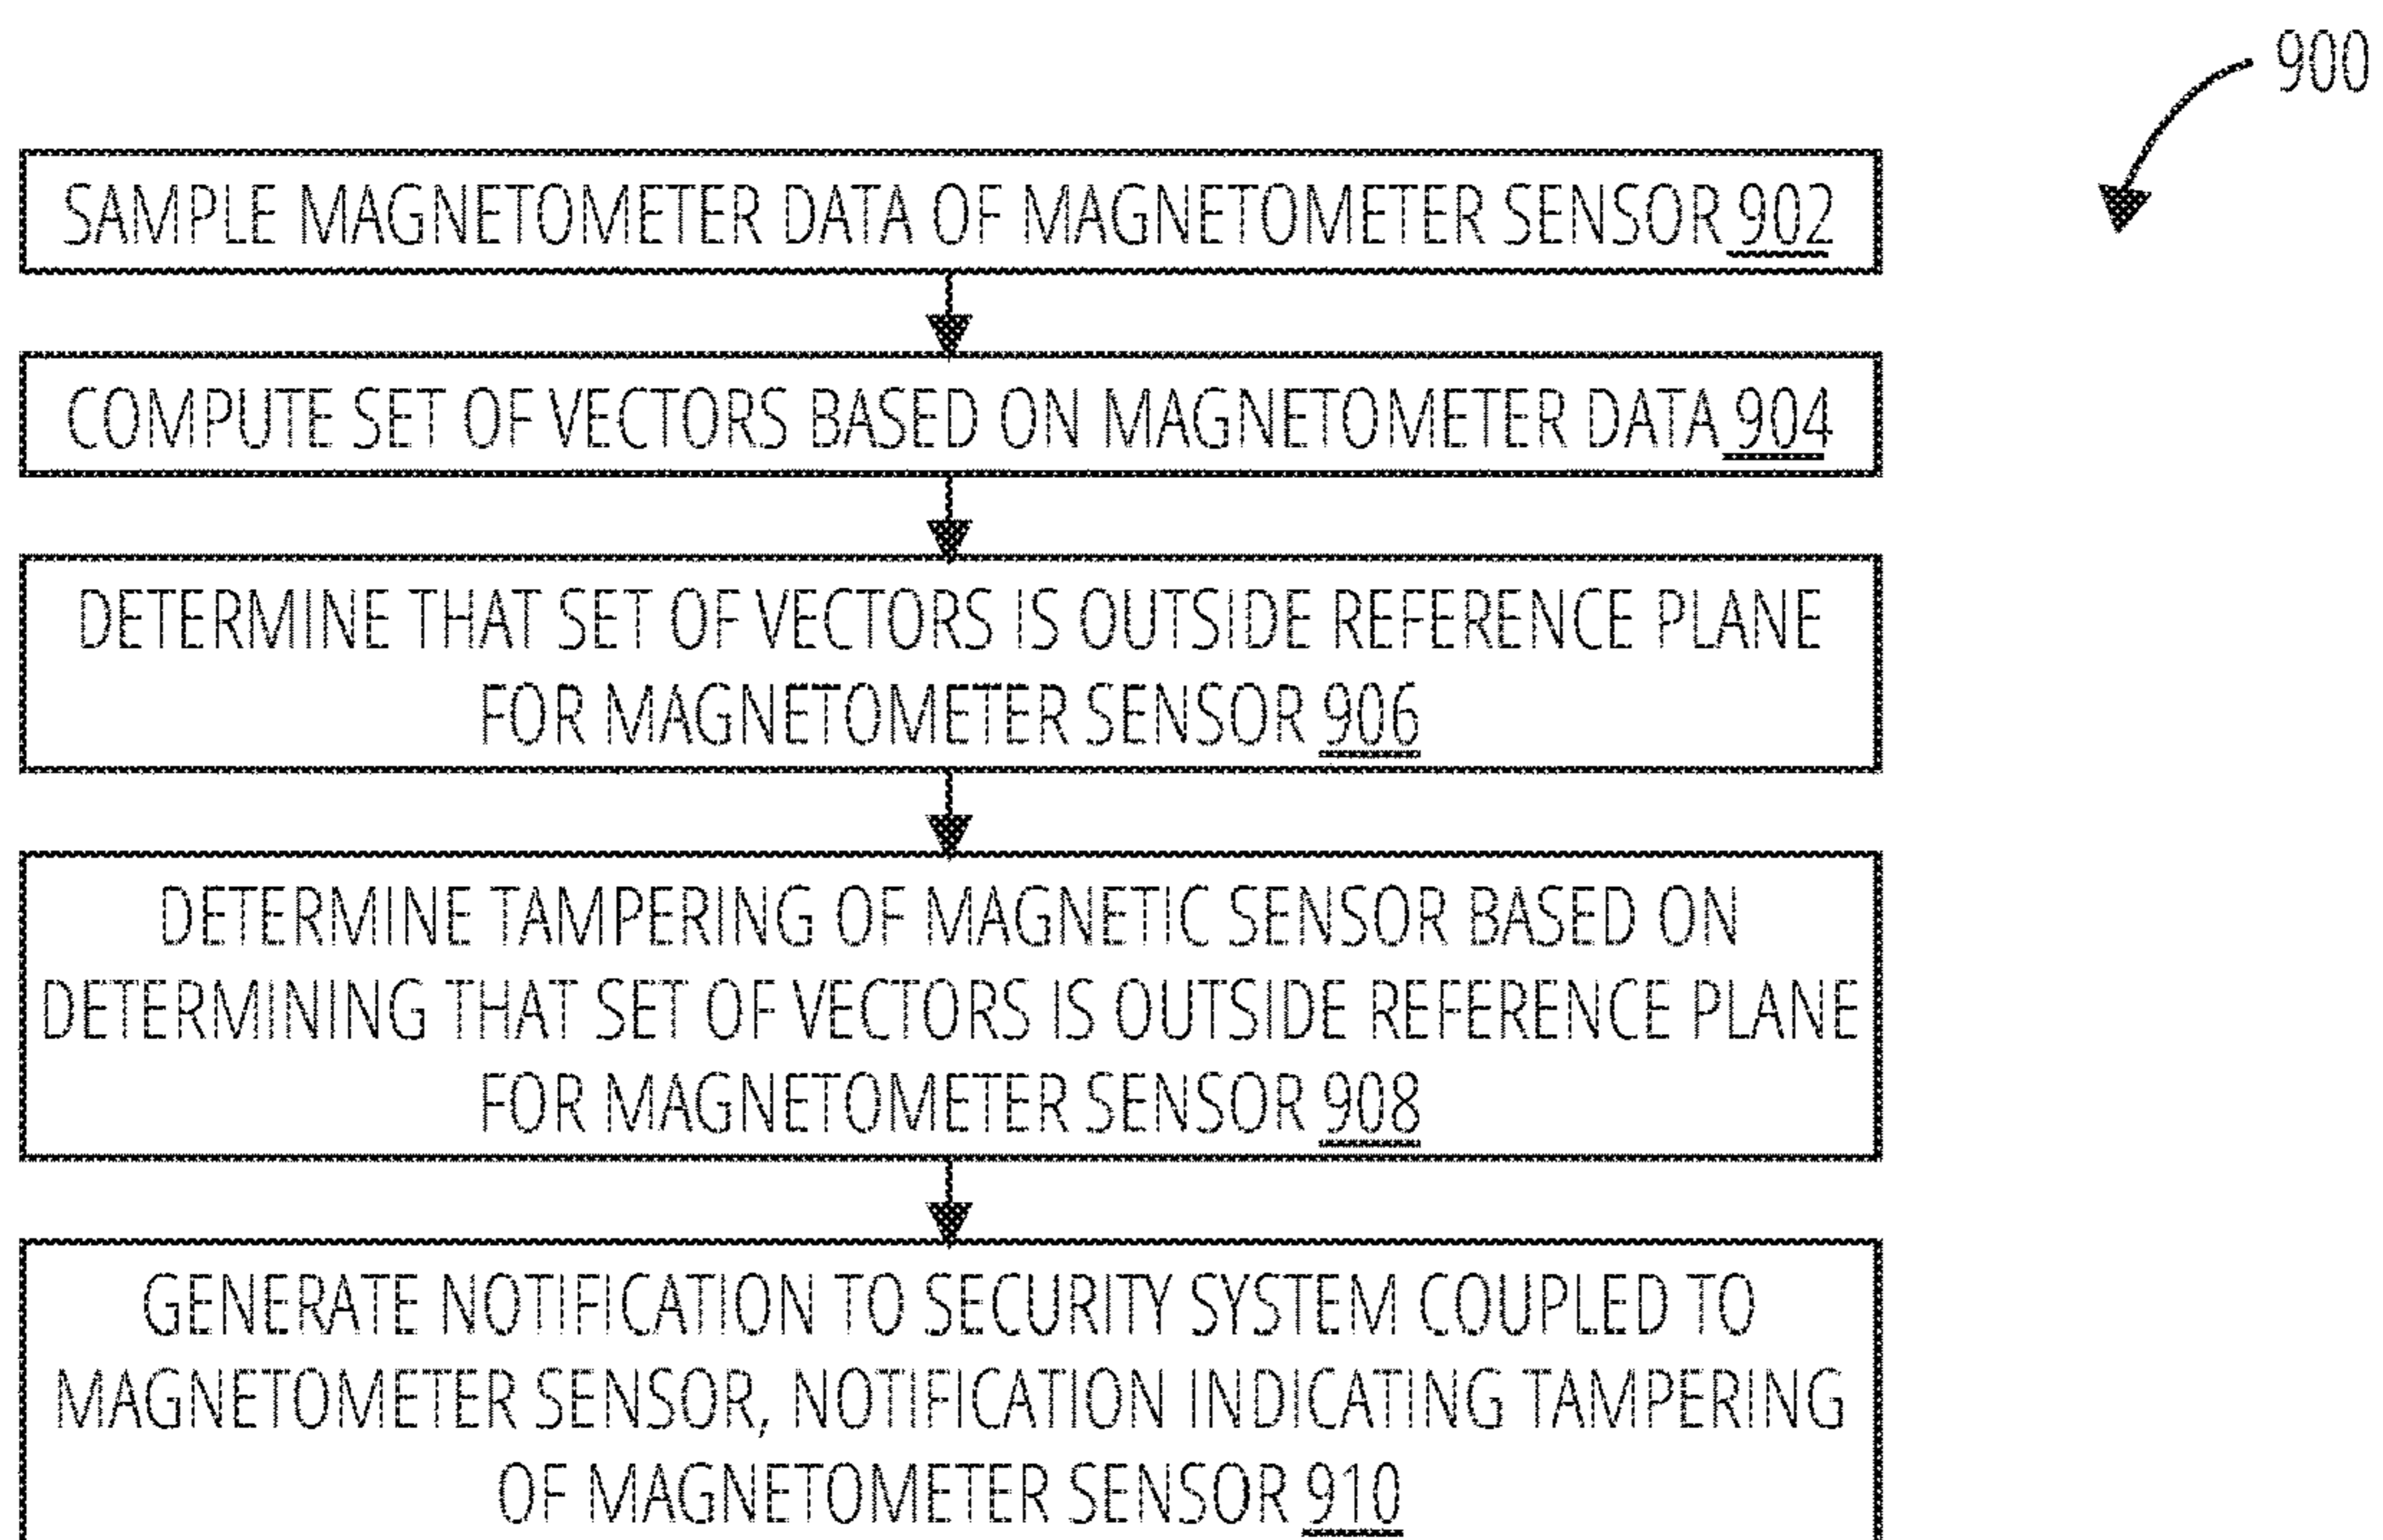 900
SAMPLE MAGNETOMETER DATA OF MAGNETOMETER SENSOR 902
COMPUTE SET OF VECTORS BASED ON MAGNETOMETER DATA 904
DETERMINE THAT SET OF VECTORS IS OUTSIDE REFERENCE PLANE
FOR MAGNETOMETER SENSOR 906
DETERMINE TAMPERING OF MAGNETIC SENSOR BASED ON
DETERMINING THAT SET OF VECTORS IS OUTSIDE REFERENCE PLANE
FOR MAGNETOMETER SENSOR 908
GENERATE NOTIFICATION TO SECURITY SYSTEM COUPLED TO
MAGNETOMETER SENSOR, NOTIFICATION INDICATING TAMPERING
OF MAGNETOMETER SENSOR 910